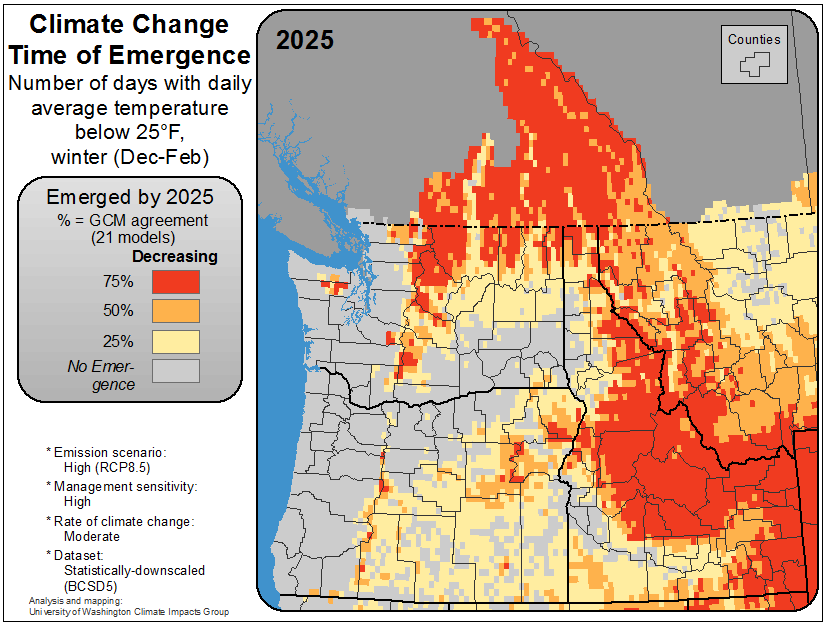 Climate Change
Time of Emergence
Number of days with daily
average temperature
below 25°F,
winter (Dec-Feb)
Emerged by 2025
% = GCM agreement
(21 models)
Decreasing
75%
50%
25%
No Emer-
gence
* Emission scenario:
High (RCP8.5)
* Management sensitivity:
High
* Rate of climate change:
Moderate
* Dataset:
Statistically-downscaled
(BCSD5)
Analysis and mapping:
University of Washington Climate Impacts Group
2025
Counties